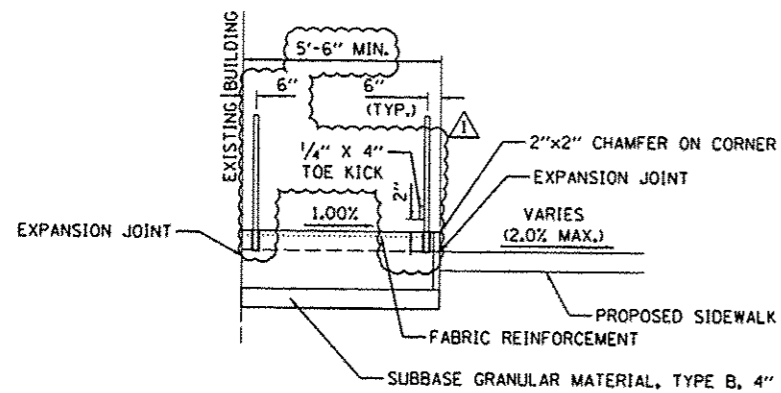 5'-6" MIN.
EXISTING BUILDING
6"
6"
(TYP.)
1
1/4" X 4"
TOE KICK
2"
2"x2" CHAMFER ON CORNER
EXPANSION JOINT
1.00%
VARIES
(2.0% MAX.)
EXPANSION JOINT
PROPOSED SIDEWALK
FABRIC REINFORCEMENT
SUBBASE GRANULAR MATERIAL, TYPE B, 4"